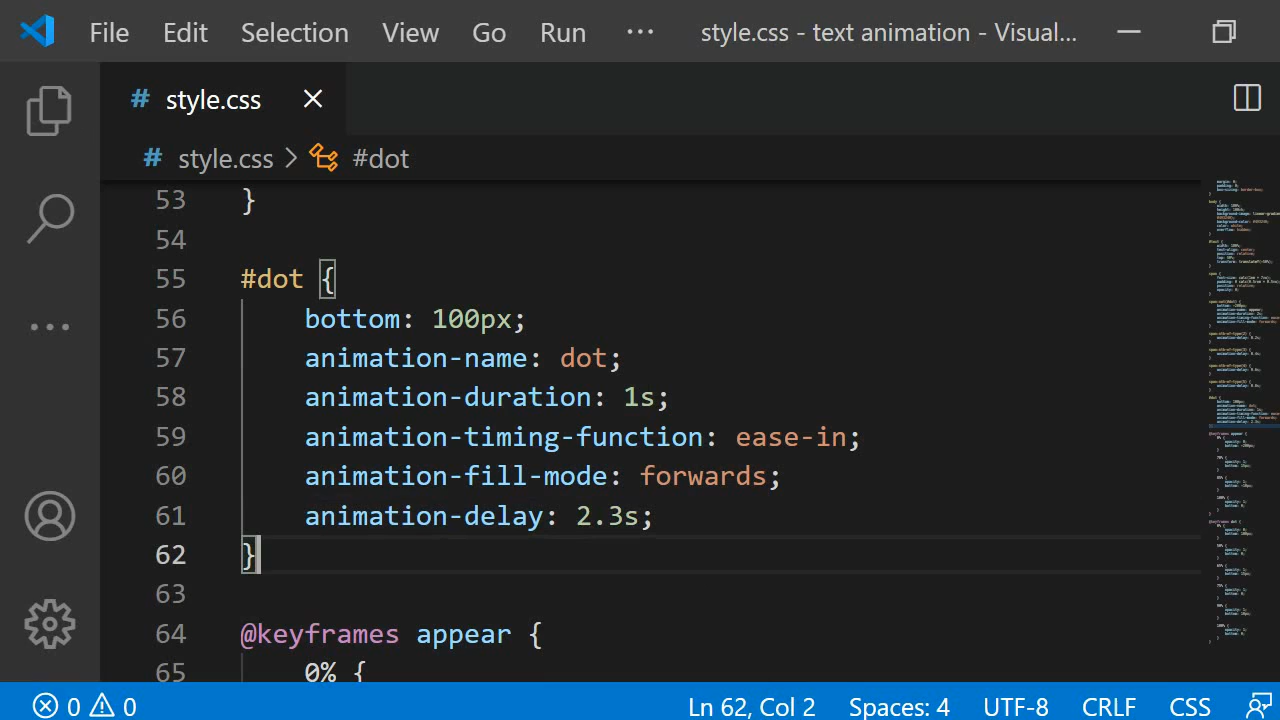 File Edit Selection View Go Run ··· style.css - text animation - Visual...
# style.css ×
# style.css > #dot
53 }
54
55 #dot {
56     bottom: 100px;
57     animation-name: dot;
58     animation-duration: 1s;
59     animation-timing-function: ease-in;
60     animation-fill-mode: forwards;
61     animation-delay: 2.3s;
62 }
63
64 @keyframes appear {
65     0% {
0 0 Ln 62, Col 2 Spaces: 4 UTF-8 CRLF CSS